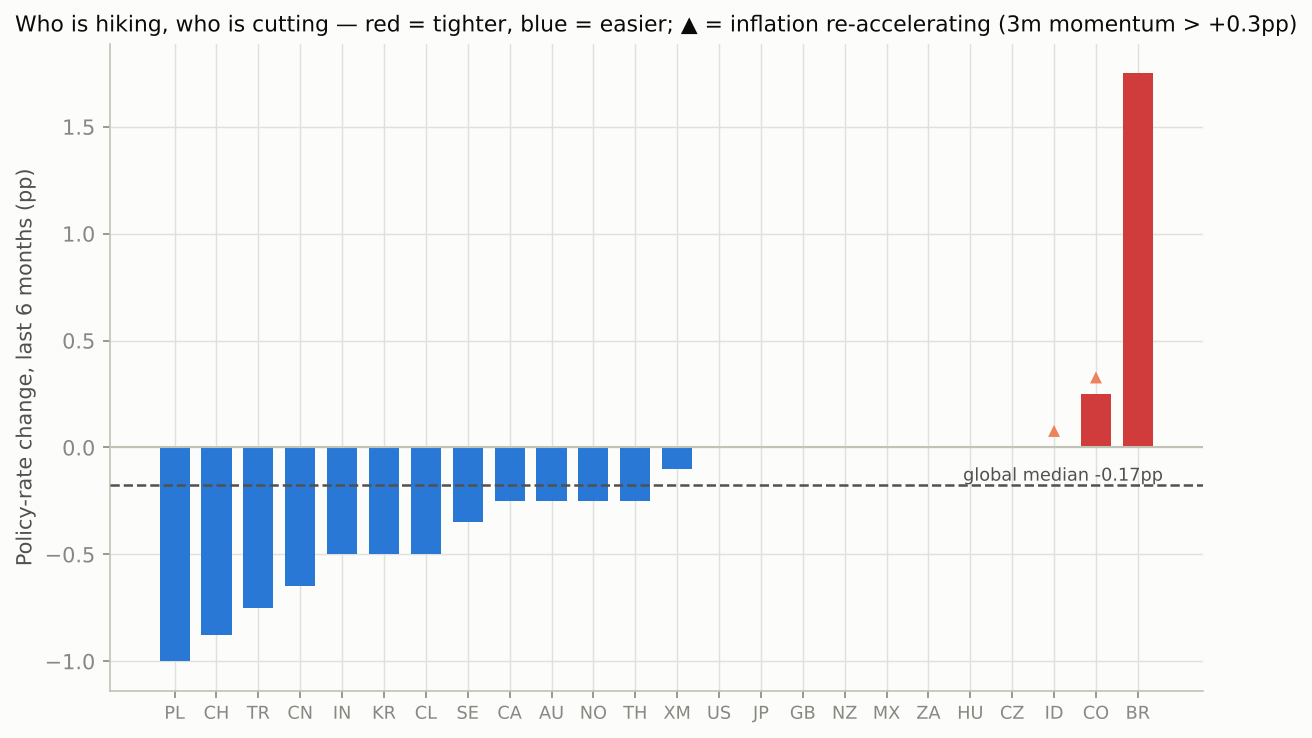 Who is hiking, who is cutting — red = tighter, blue = easier; ▲ = inflation re-accelerating (3m momentum > +0.3pp)
Policy-rate change, last 6 months (pp)
1.5
1.0
0.5
0.0
−0.5
−1.0
global median -0.17pp
PL CH TR CN IN KR CL SE CA AU NO TH XM US JP GB NZ MX ZA HU CZ ID CO BR